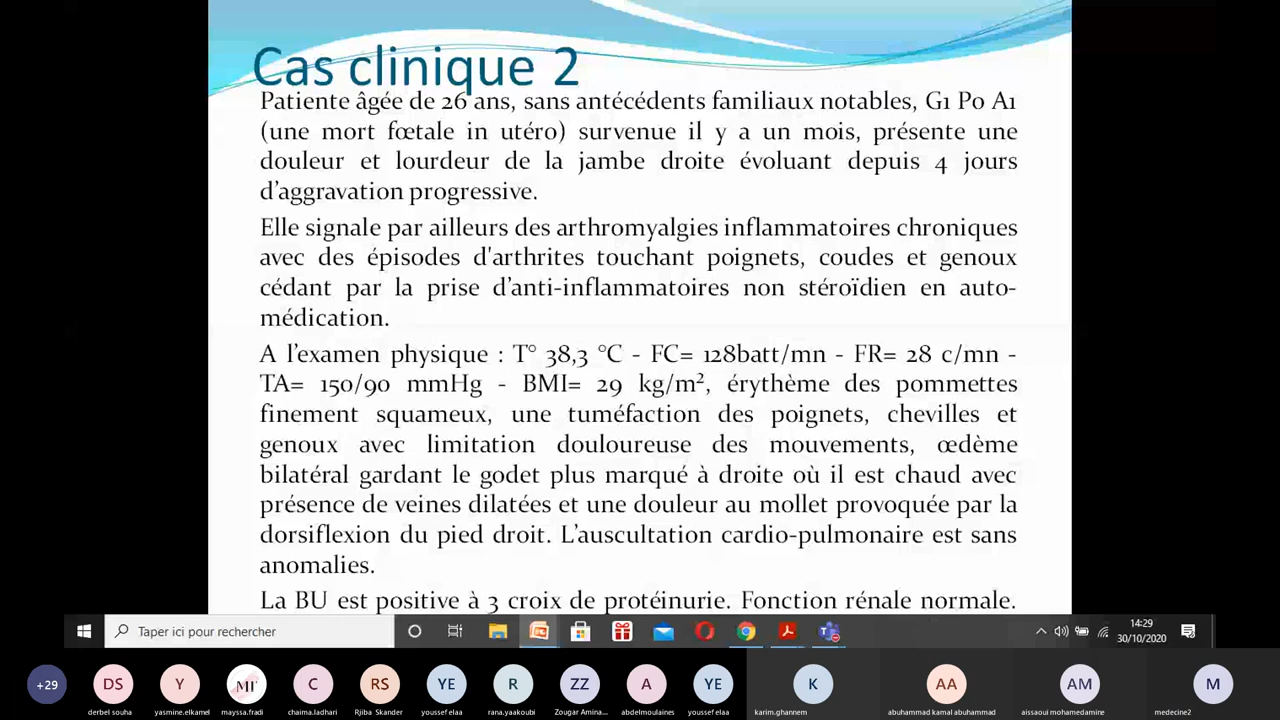 Cas clinique 2
Patiente âgée de 26 ans, sans antécédents familiaux notables, G1 P0 A1
(une mort fœtale in utéro) survenue il y a un mois, présente une
douleur et lourdeur de la jambe droite évoluant depuis 4 jours
d'aggravation progressive.
Elle signale par ailleurs des arthromyalgies inflammatoires chroniques
avec des épisodes d'arthrites touchant poignets, coudes et genoux
cédant par la prise d'anti-inflammatoires non stéroïdien en auto-
médication.
A l'examen physique : T° 38,3 °C - FC= 128batt/mn - FR= 28 c/mn -
TA= 150/90 mmHg - BMI= 29 kg/m², érythème des pommettes
finement squameux, une tuméfaction des poignets, chevilles et
genoux avec limitation douloureuse des mouvements, œdème
bilatéral gardant le godet plus marqué à droite où il est chaud avec
présence de veines dilatées et une douleur au mollet provoquée par la
dorsiflexion du pied droit. L'auscultation cardio-pulmonaire est sans
anomalies.
La BU est positive à 3 croix de protéinurie. Fonction rénale normale.
Taper ici pour rechercher
14:29
30/10/2020
+29 DS Y MF C RS YE R ZZ A YE K AA AM M
derbel souha yasmine.elkamel mayssa.fradi chaima.ladhari Rjiba Skander youssef elaa rana.yaakoubi Zougar Amina... abdelmoulaines youssef elaa karim.ghannem abuhammad kamal abuhammad aissaoui mohamedamine medecine2